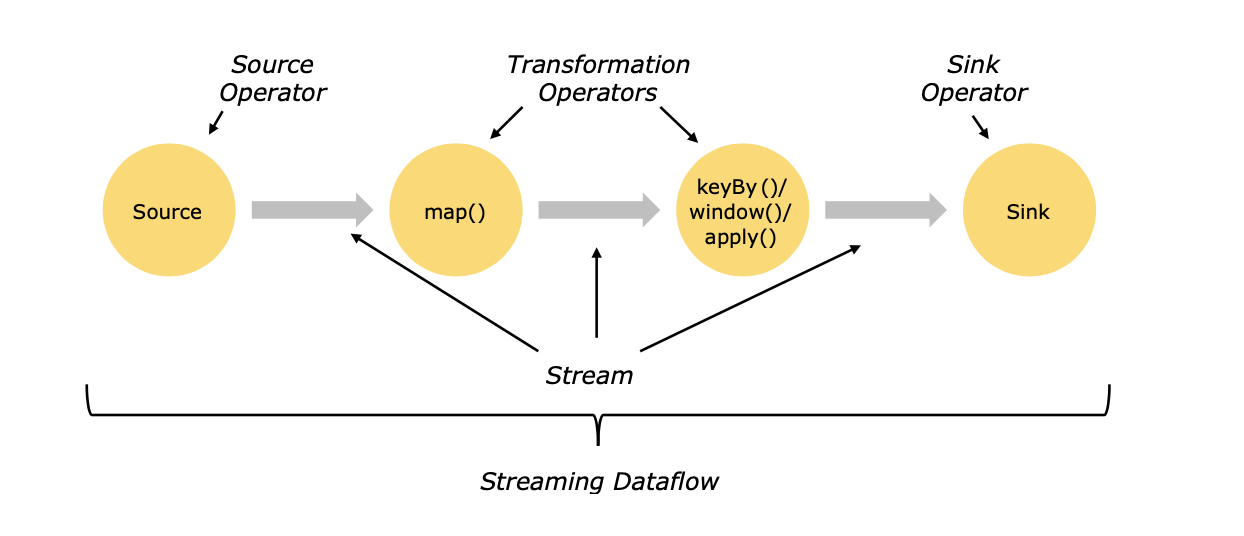 Source
Operator
Transformation
Operators
Sink
Operator
Source
map()
keyBy()/
window()/
apply()
Sink
Stream
Streaming Dataflow